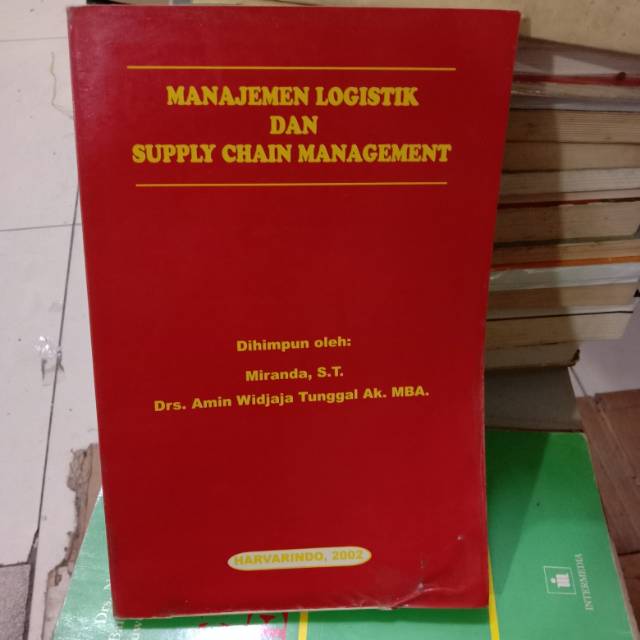 MANAJEMEN LOGISTIK
DAN
SUPPLY CHAIN MANAGEMENT
Dihimpun oleh:
Miranda, S.T.
Drs. Amin Widjaja Tunggal Ak. MBA.
HARVARINDO, 2002
INTERMEDIA